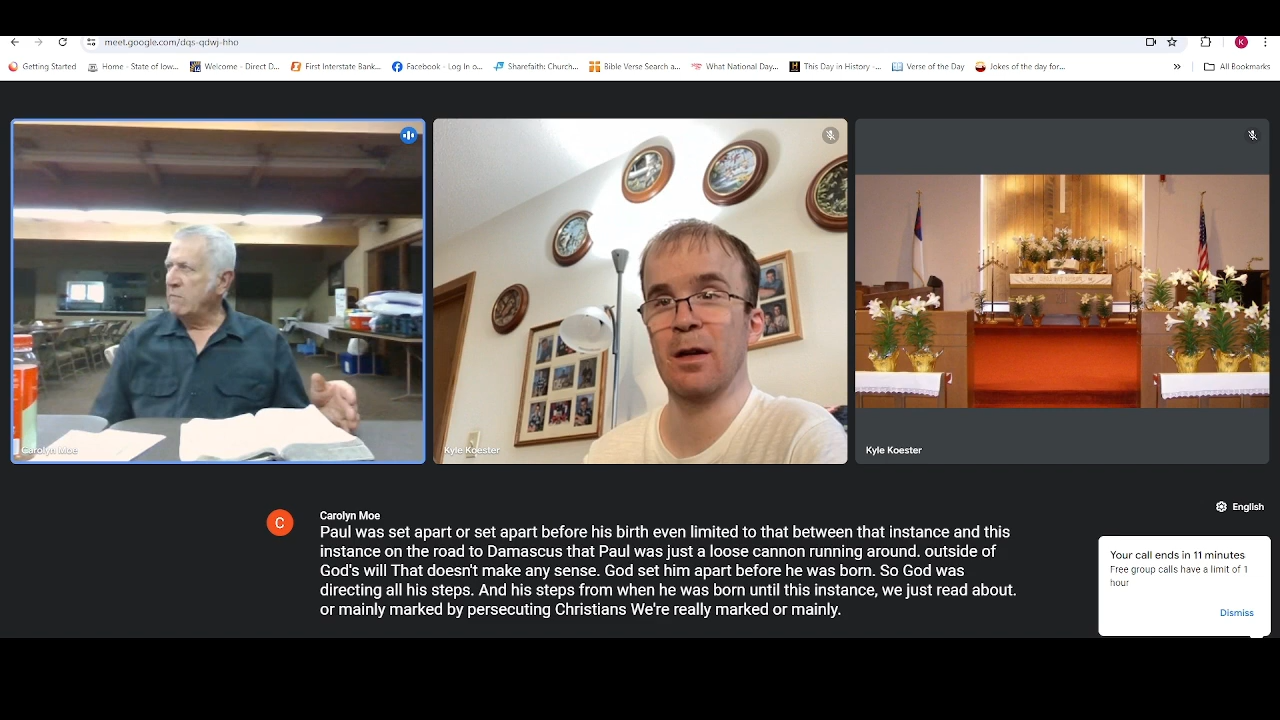 meet.google.com/dqs-qdwj-hho
Getting Started
Home - State of Iow...
Welcome - Direct D...
First Interstate Bank...
Facebook - Log In o...
Sharefaith: Church...
Bible Verse Search a...
What National Day...
This Day in History -...
Verse of the Day
Jokes of the day for...
»
All Bookmarks
K
Carolyn Moe
Kyle Koester
Kyle Koester
English
C
Carolyn Moe
Paul was set apart or set apart before his birth even limited to that between that instance and this
instance on the road to Damascus that Paul was just a loose cannon running around. outside of
God's will That doesn't make any sense. God set him apart before he was born. So God was
directing all his steps. And his steps from when he was born until this instance, we just read about.
or mainly marked by persecuting Christians We're really marked or mainly.
Your call ends in 11 minutes
Free group calls have a limit of 1
hour
Dismiss